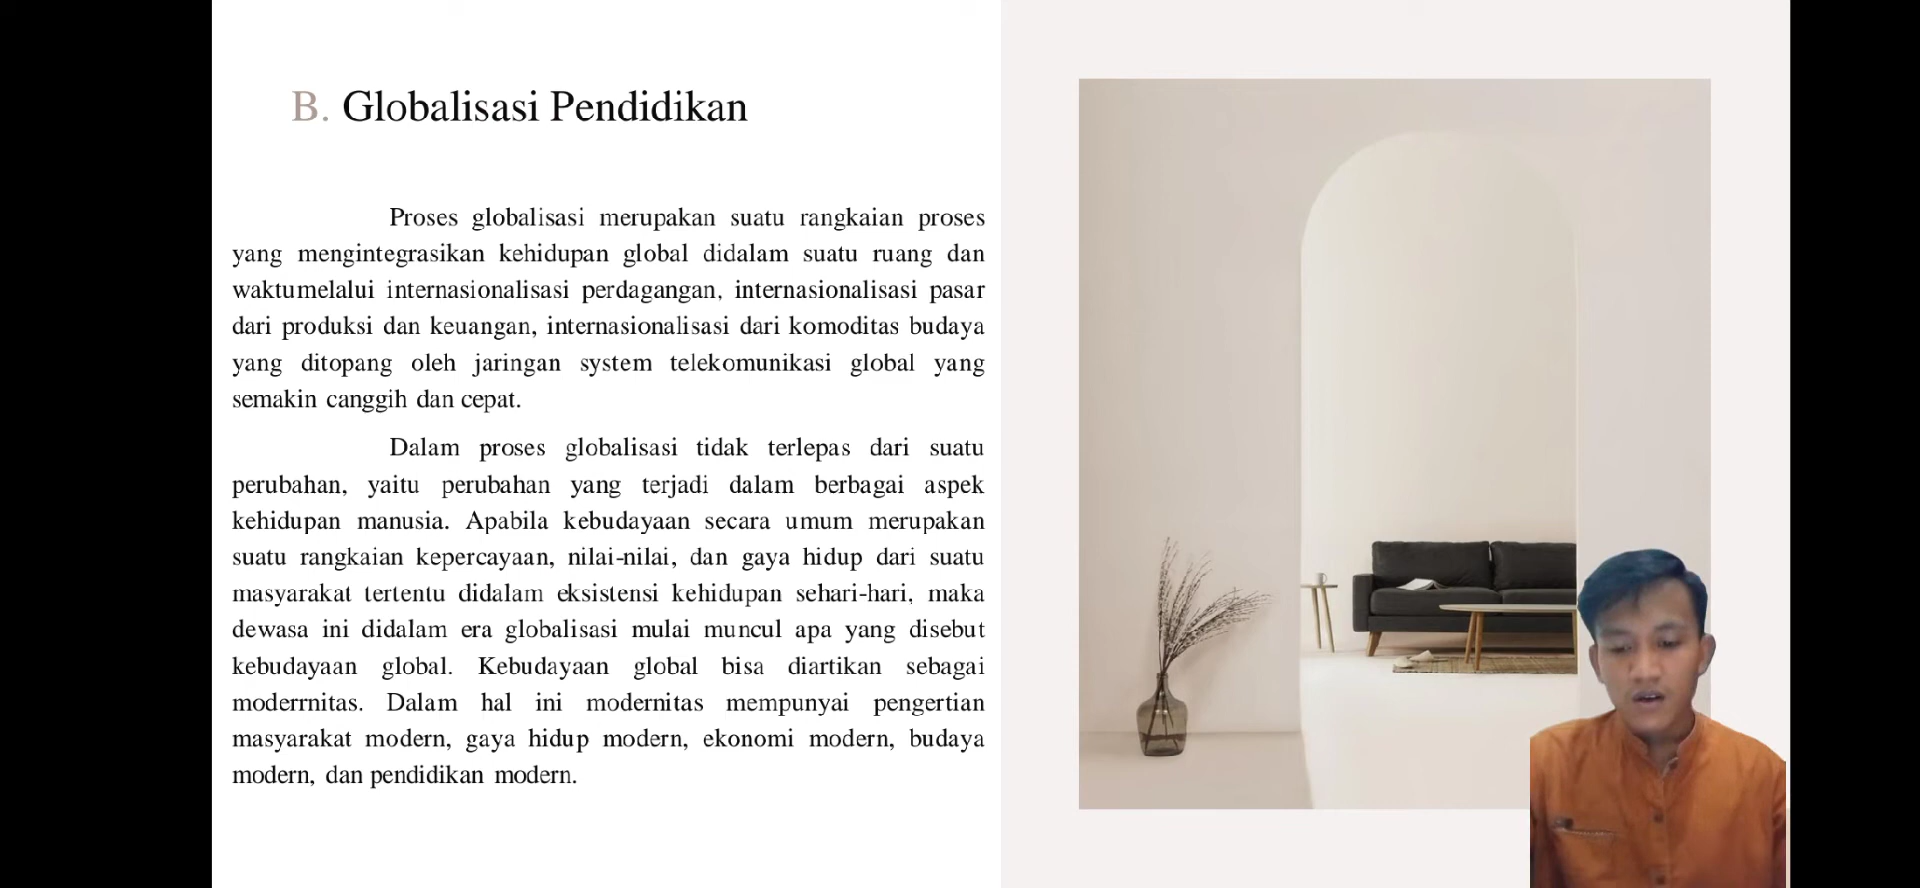 B. Globalisasi Pendidikan
Proses globalisasi merupakan suatu rangkaian proses
yang mengintegrasikan kehidupan global didalam suatu ruang dan
waktumelalui internasionalisasi perdagangan, internasionalisasi pasar
dari produksi dan keuangan, internasionalisasi dari komoditas budaya
yang ditopang oleh jaringan system telekomunikasi global yang
semakin canggih dan cepat.
Dalam proses globalisasi tidak terlepas dari suatu
perubahan, yaitu perubahan yang terjadi dalam berbagai aspek
kehidupan manusia. Apabila kebudayaan secara umum merupakan
suatu rangkaian kepercayaan, nilai-nilai, dan gaya hidup dari suatu
masyarakat tertentu didalam eksistensi kehidupan sehari-hari, maka
dewasa ini didalam era globalisasi mulai muncul apa yang disebut
kebudayaan global. Kebudayaan global bisa diartikan sebagai
moderrnitas. Dalam hal ini modernitas mempunyai pengertian
masyarakat modern, gaya hidup modern, ekonomi modern, budaya
modern, dan pendidikan modern.